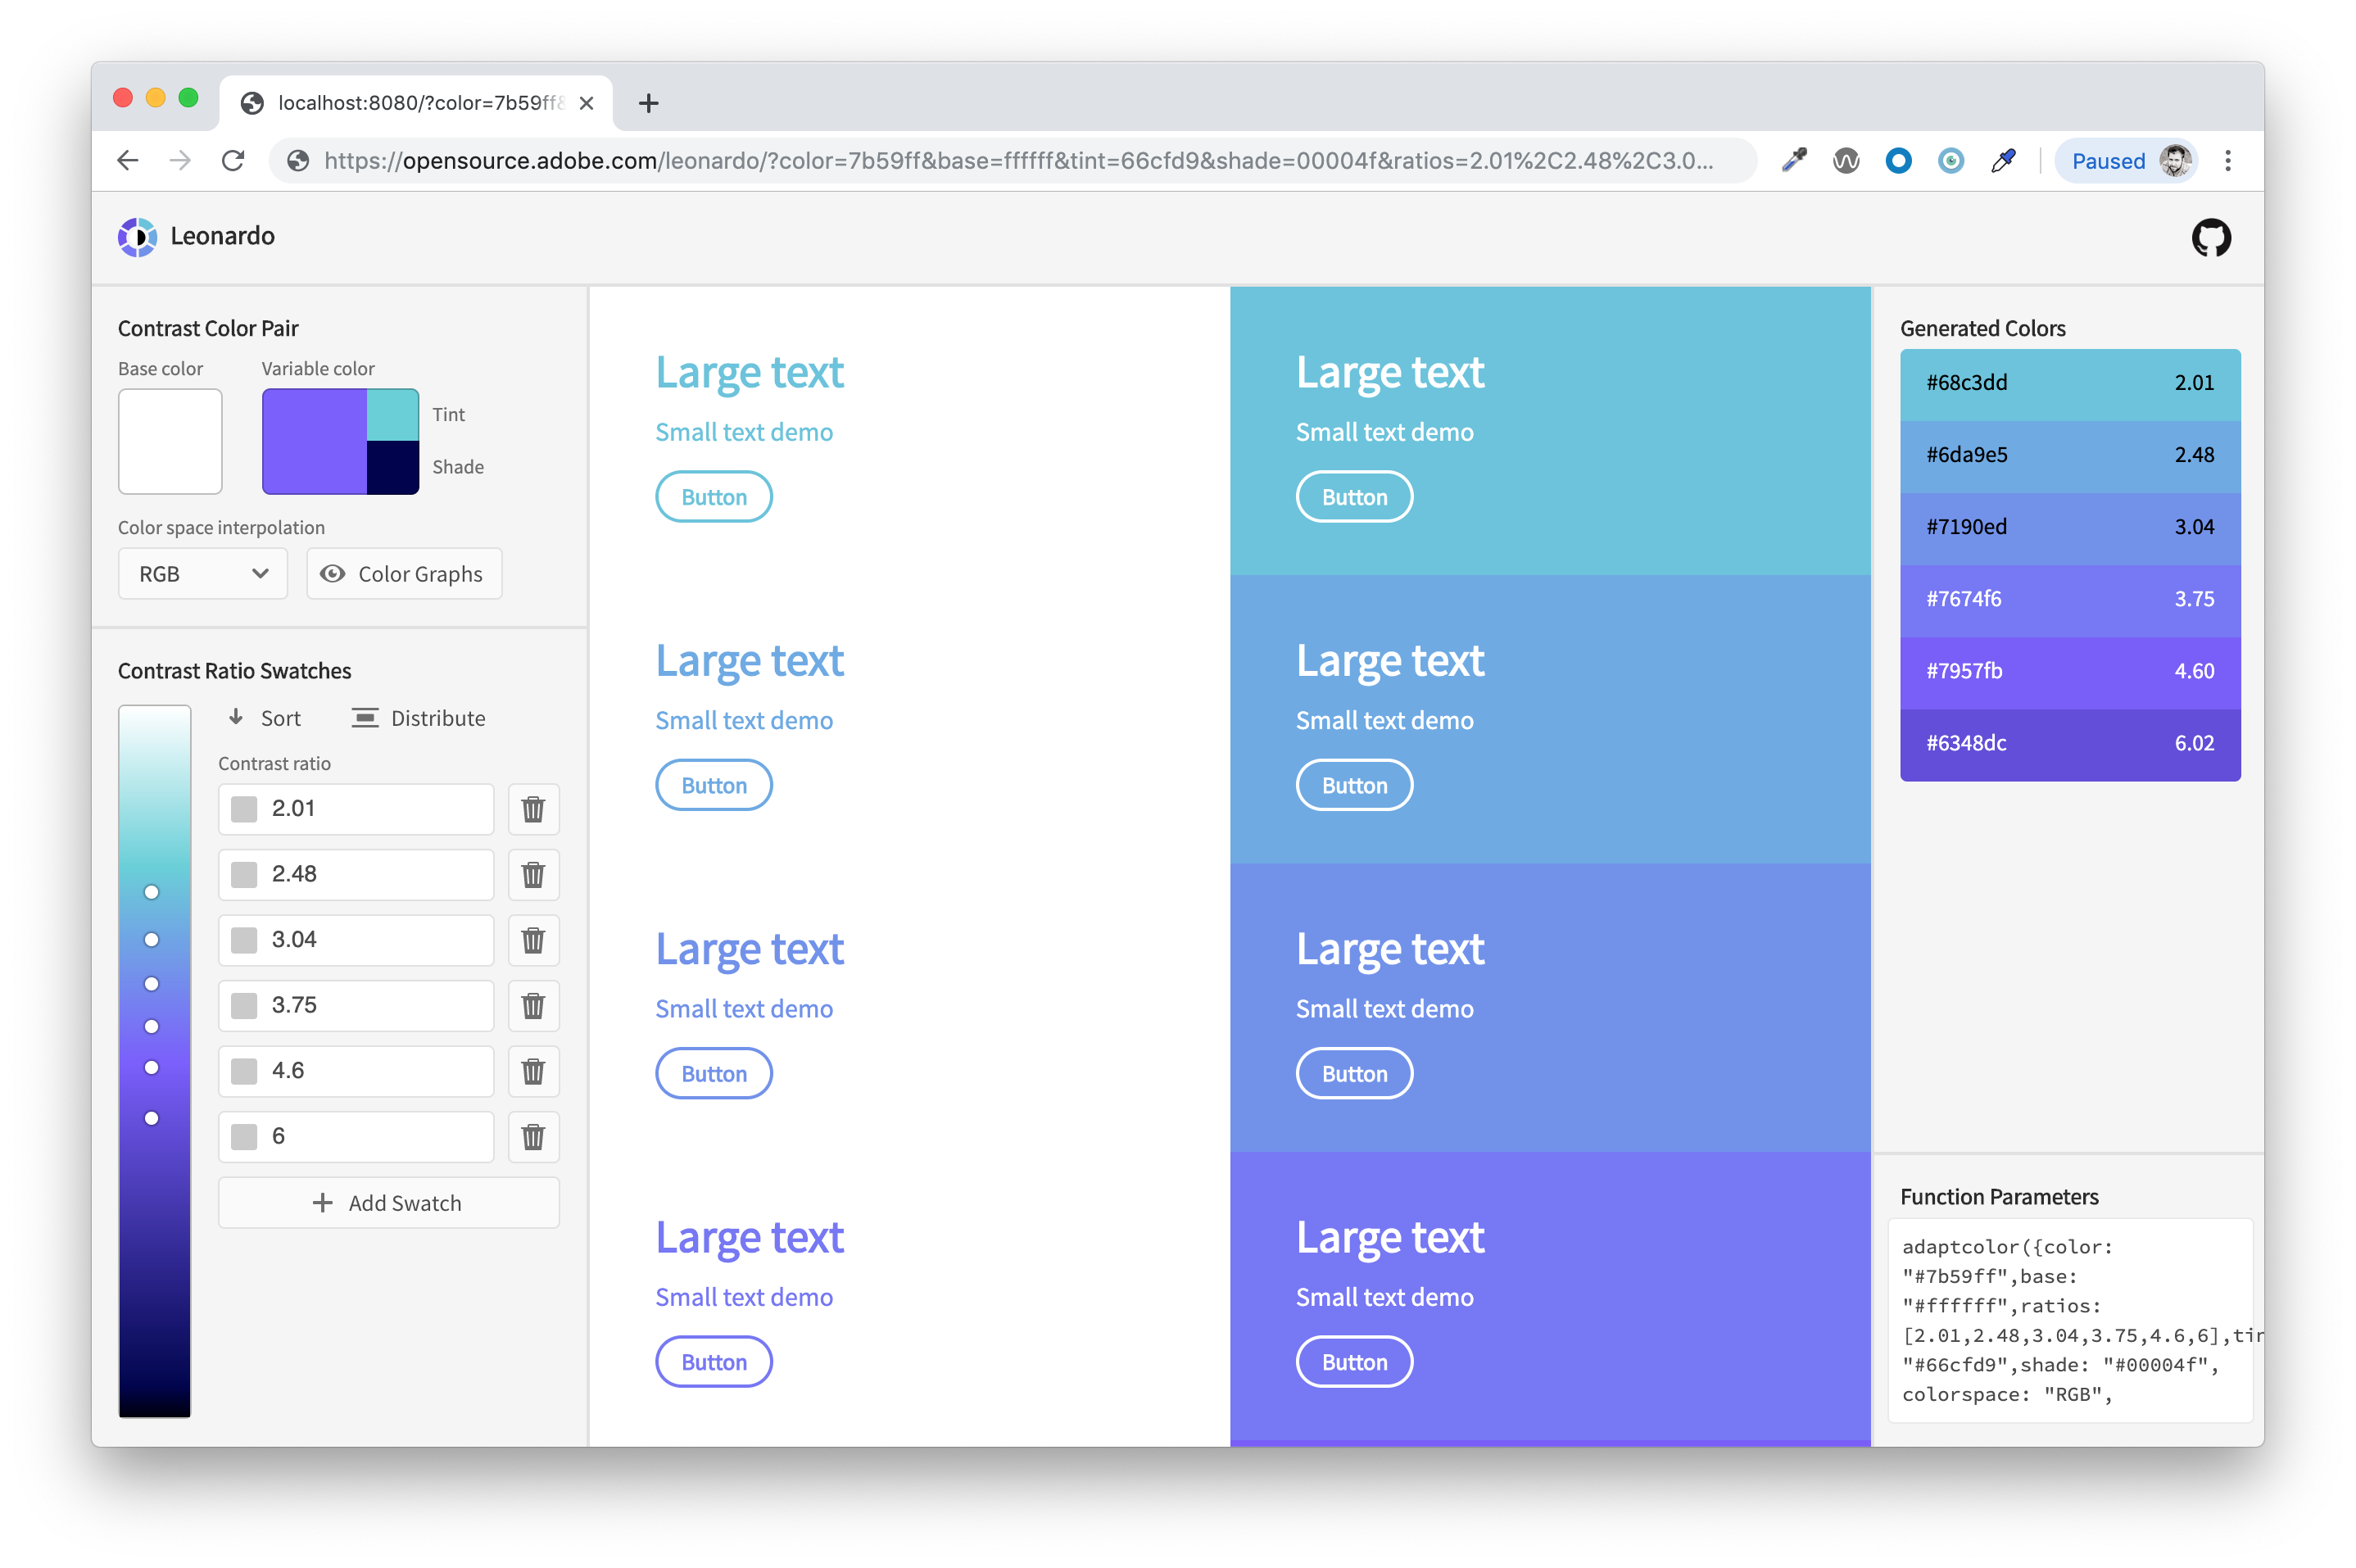 localhost:8080/?color=7b59ff&
https://opensource.adobe.com/leonardo/?color=7b59ff&base=ffffff&tint=66cfd9&shade=00004f&ratios=2.01%2C2.48%2C3.0...
Paused
Leonardo
Contrast Color Pair
Base color
Variable color
Tint
Shade
Color space interpolation
RGB
Color Graphs
Contrast Ratio Swatches
Sort
Distribute
Contrast ratio
2.01
2.48
3.04
3.75
4.6
6
Add Swatch
Large text
Small text demo
Button
Large text
Small text demo
Button
Large text
Small text demo
Button
Large text
Small text demo
Button
Large text
Small text demo
Button
Large text
Small text demo
Button
Large text
Small text demo
Button
Large text
Small text demo
Button
Generated Colors
#68c3dd 2.01
#6da9e5 2.48
#7190ed 3.04
#7674f6 3.75
#7957fb 4.60
#6348dc 6.02
Function Parameters
adaptcolor({color:
"#7b59ff",base:
"#ffffff",ratios:
[2.01,2.48,3.04,3.75,4.6,6],tin
"#66cfd9",shade: "#00004f",
colorspace: "RGB",